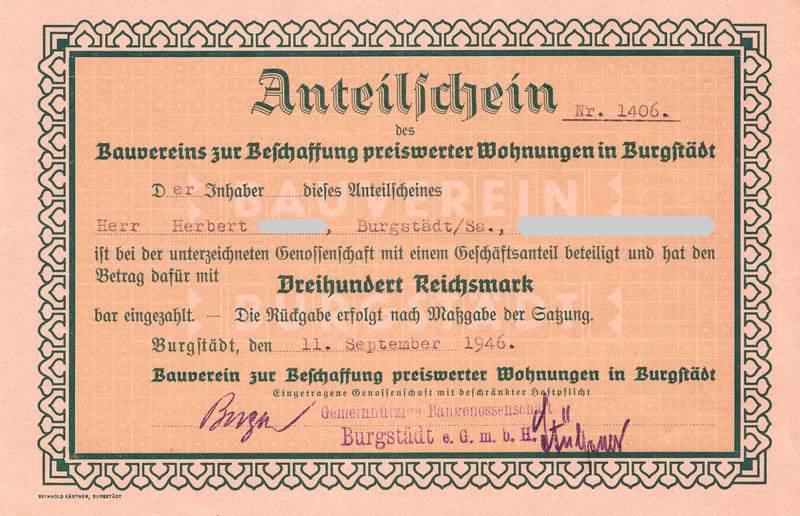 Anteilschein
Nr. 1406.
des
Bauvereins zur Beschaffung preiswerter Wohnungen in Burgstädt
Der Inhaber dieses Anteilscheines
Herr Herbert , Burgstädt/Sa.,
ist bei der unterzeichneten Genossenschaft mit einem Geschäftsanteil beteiligt und hat den
Betrag dafür mit
Dreihundert Reichsmark
bar eingezahlt. — Die Rückgabe erfolgt nach Maßgabe der Satzung.
Burgstädt, den 11. September 1946.
Bauverein zur Beschaffung preiswerter Wohnungen in Burgstädt
Eingetragene Genossenschaft mit beschränkter Haftpflicht
Gemeinnützige Baugenossenschaft
Burgstädt e. G. m. b. H.
BAUVEREIN
BURGSTÄDT
REINHOLD KÄSTNER, BURGSTÄDT